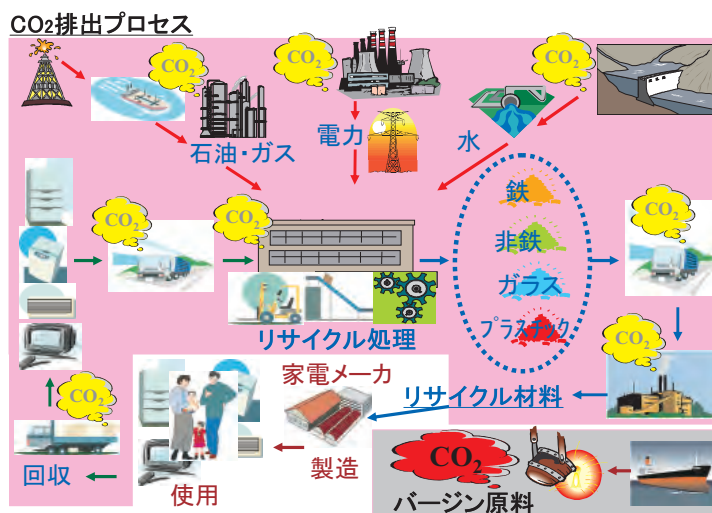 CO₂排出プロセス
CO₂
CO₂
CO₂
石油・ガス
電力
水
CO₂
CO₂
鉄
非鉄
ガラス
プラスチック
CO₂
リサイクル処理
CO₂
家電メーカ
リサイクル材料
CO₂
製造
回収
使用
CO₂
バージン原料